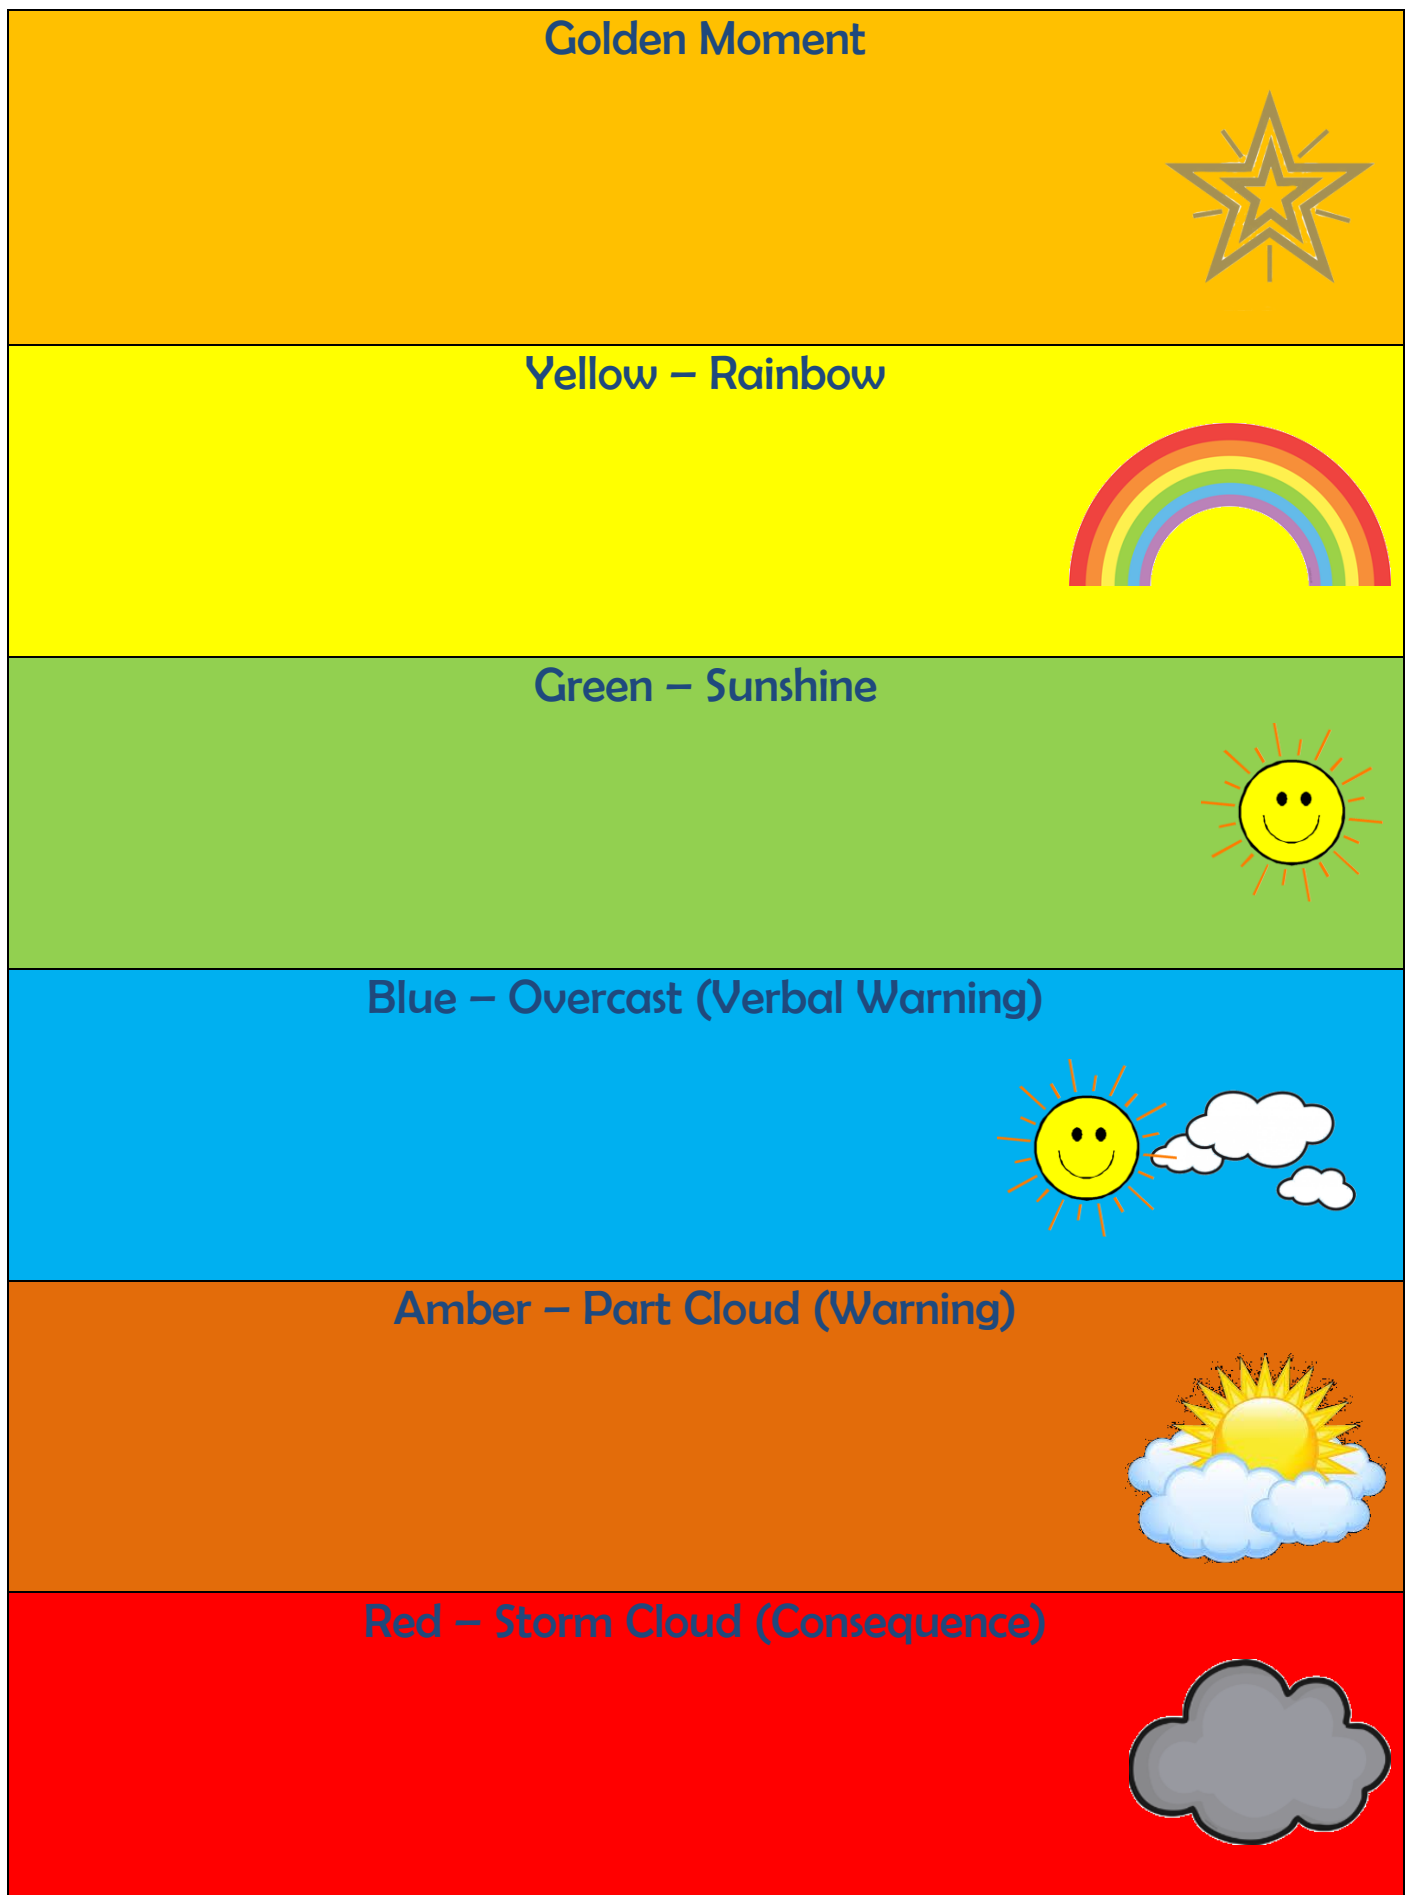 Golden Moment
Yellow – Rainbow
Green – Sunshine
Blue – Overcast (Verbal Warning)
Amber – Part Cloud (Warning)
Red – Storm Cloud (Consequence)